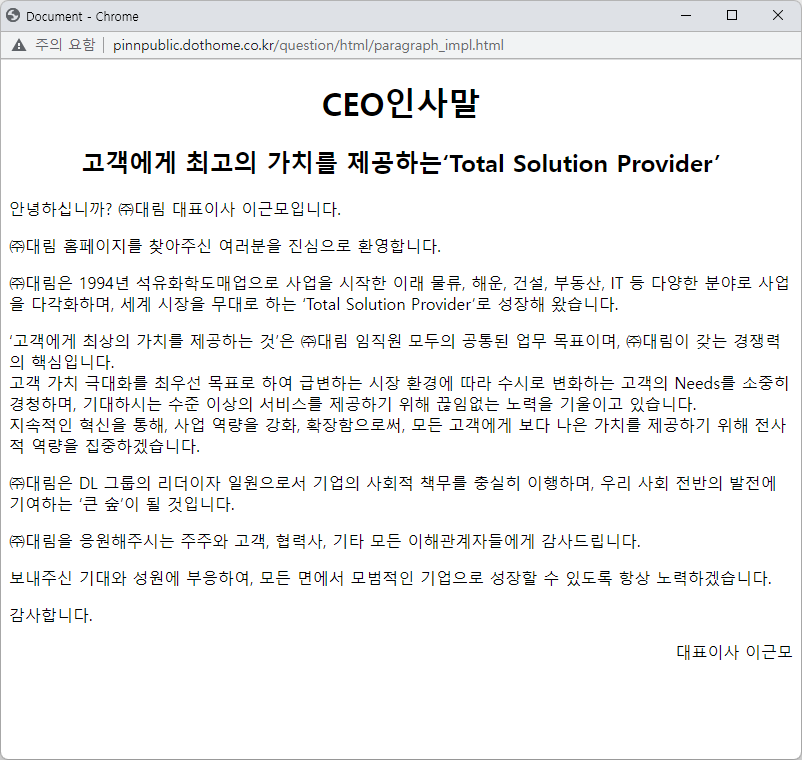 Document - Chrome
주의 요함 | pinnpublic.dothome.co.kr/question/html/paragraph_impl.html
CEO인사말
고객에게 최고의 가치를 제공하는‘Total Solution Provider’
안녕하십니까? ㈜대림 대표이사 이근모입니다.
㈜대림 홈페이지를 찾아주신 여러분을 진심으로 환영합니다.
㈜대림은 1994년 석유화학도매업으로 사업을 시작한 이래 물류, 해운, 건설, 부동산, IT 등 다양한 분야로 사업
을 다각화하며, 세계 시장을 무대로 하는 ‘Total Solution Provider’로 성장해 왔습니다.
‘고객에게 최상의 가치를 제공하는 것’은 ㈜대림 임직원 모두의 공통된 업무 목표이며, ㈜대림이 갖는 경쟁력
의 핵심입니다.
고객 가치 극대화를 최우선 목표로 하여 급변하는 시장 환경에 따라 수시로 변화하는 고객의 Needs를 소중히
경청하며, 기대하시는 수준 이상의 서비스를 제공하기 위해 끊임없는 노력을 기울이고 있습니다.
지속적인 혁신을 통해, 사업 역량을 강화, 확장함으로써, 모든 고객에게 보다 나은 가치를 제공하기 위해 전사
적 역량을 집중하겠습니다.
㈜대림은 DL 그룹의 리더이자 일원으로서 기업의 사회적 책무를 충실히 이행하며, 우리 사회 전반의 발전에
기여하는 ‘큰 숲’이 될 것입니다.
㈜대림을 응원해주시는 주주와 고객, 협력사, 기타 모든 이해관계자들에게 감사드립니다.
보내주신 기대와 성원에 부응하여, 모든 면에서 모범적인 기업으로 성장할 수 있도록 항상 노력하겠습니다.
감사합니다.
대표이사 이근모